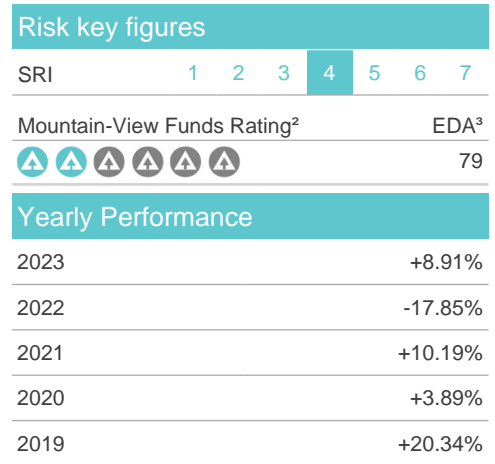 Risk key figures
SRI 1 2 3 4 5 6 7
Mountain-View Funds Rating² EDA³
79
Yearly Performance
2023 +8.91%
2022 -17.85%
2021 +10.19%
2020 +3.89%
2019 +20.34%